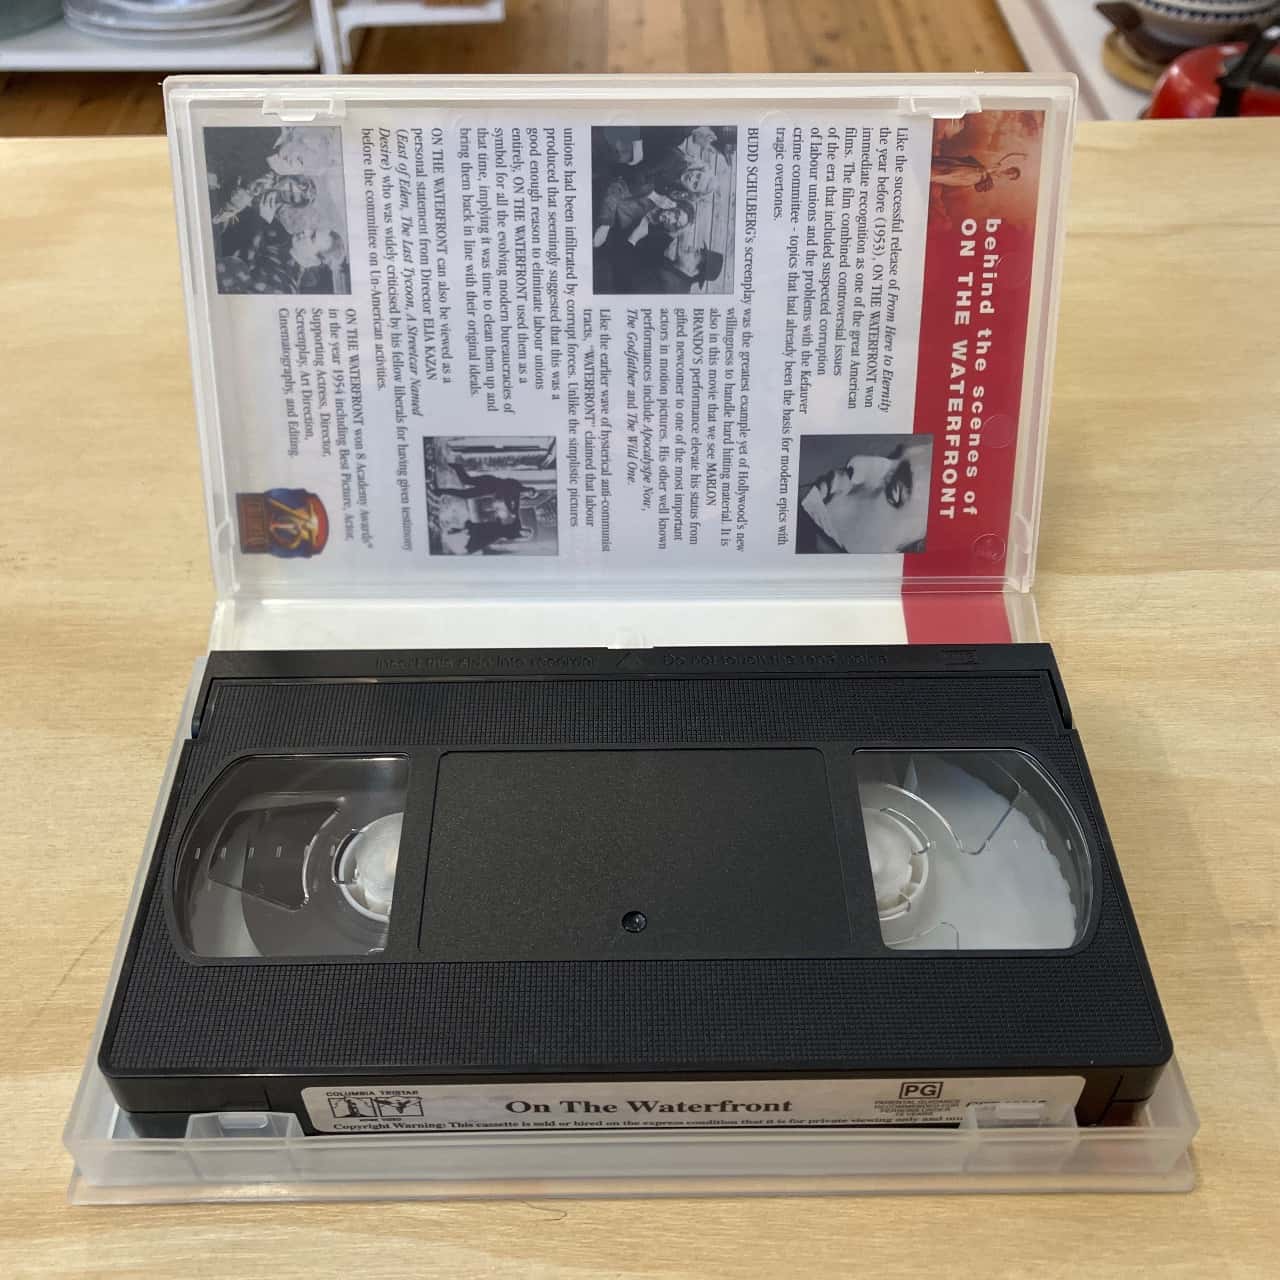 behind the scenes of
ON THE WATERFRONT
Like the successful release of From Here to Eternity
the year before (1953), ON THE WATERFRONT won
immediate recognition as one of the great American
films. The film combined controversial issues
of the era that included suspected corruption
of labour unions and the problems with the Kefauver
crime committee - topics that had already been the basis for modern epics with
tragic overtones.
BUDD SCHULBERG's screenplay was the greatest example yet of Hollywood's new
willingness to handle hard hitting material. It is
also in this movie that we see MARLON
BRANDO'S performance elevate his status from
gifted newcomer to one of the most important
actors in motion pictures. His other well known
performances include Apocalyspe Now,
The Godfather and The Wild One.
Like the earlier wave of hysterical anti-communist
tracts, "WATERFRONT" claimed that labour
unions had been infiltrated by corrupt forces. Unlike the simplistic pictures
produced that seemingly suggested that this was a
good enough reason to eliminate labour unions
entirely, ON THE WATERFRONT used them as a
symbol for all the evolving modern bureaucracies of
that time, implying it was time to clean them up and
bring them back in line with their original ideals.
ON THE WATERFRONT can also be viewed as a
personal statement from Director ELIA KAZAN
(East of Eden, The Last Tycoon, A Streetcar Named
Desire) who was widely criticised by his fellow liberals for having given testimony
before the committee on Un-American activities.
ON THE WATERFRONT won 8 Academy Awards®
in the year 1954 including Best Picture, Actor,
Supporting Actress, Director,
Screenplay, Art Direction,
Cinematography, and Editing.
Insert this side into recorder △ Do not touch the tape inside VHS
COLUMBIA TRISTAR
On The Waterfront
PG
PARENTAL GUIDANCE
RECOMMENDED FOR
PERSONS UNDER
15 YEARS
Copyright Warning: This cassette is sold or hired on the express condition that it is for private viewing only and